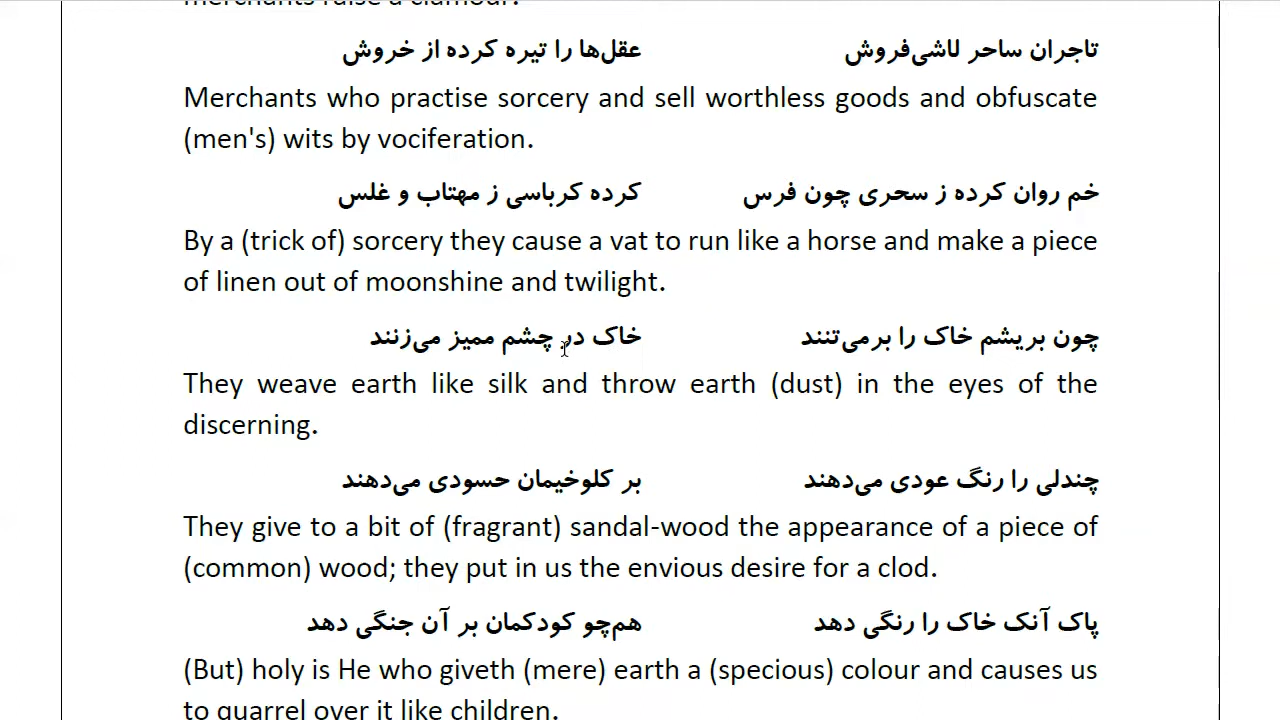 merchants raise a clamour.
تاجران ساحر لاشی‌فروش عقل‌ها را تیره کرده از خروش
Merchants who practise sorcery and sell worthless goods and obfuscate
(men's) wits by vociferation.
خم روان کرده ز سحری چون فرس کرده کرباسی ز مهتاب و غلس
By a (trick of) sorcery they cause a vat to run like a horse and make a piece
of linen out of moonshine and twilight.
چون بریشم خاک را برمی‌تنند خاک در چشم ممیز می‌زنند
They weave earth like silk and throw earth (dust) in the eyes of the
discerning.
چندلی را رنگ عودی می‌دهند بر کلوخیمان حسودی می‌دهند
They give to a bit of (fragrant) sandal-wood the appearance of a piece of
(common) wood; they put in us the envious desire for a clod.
پاک آنک خاک را رنگی دهد هم‌چو کودکمان بر آن جنگی دهد
(But) holy is He who giveth (mere) earth a (specious) colour and causes us
to quarrel over it like children.